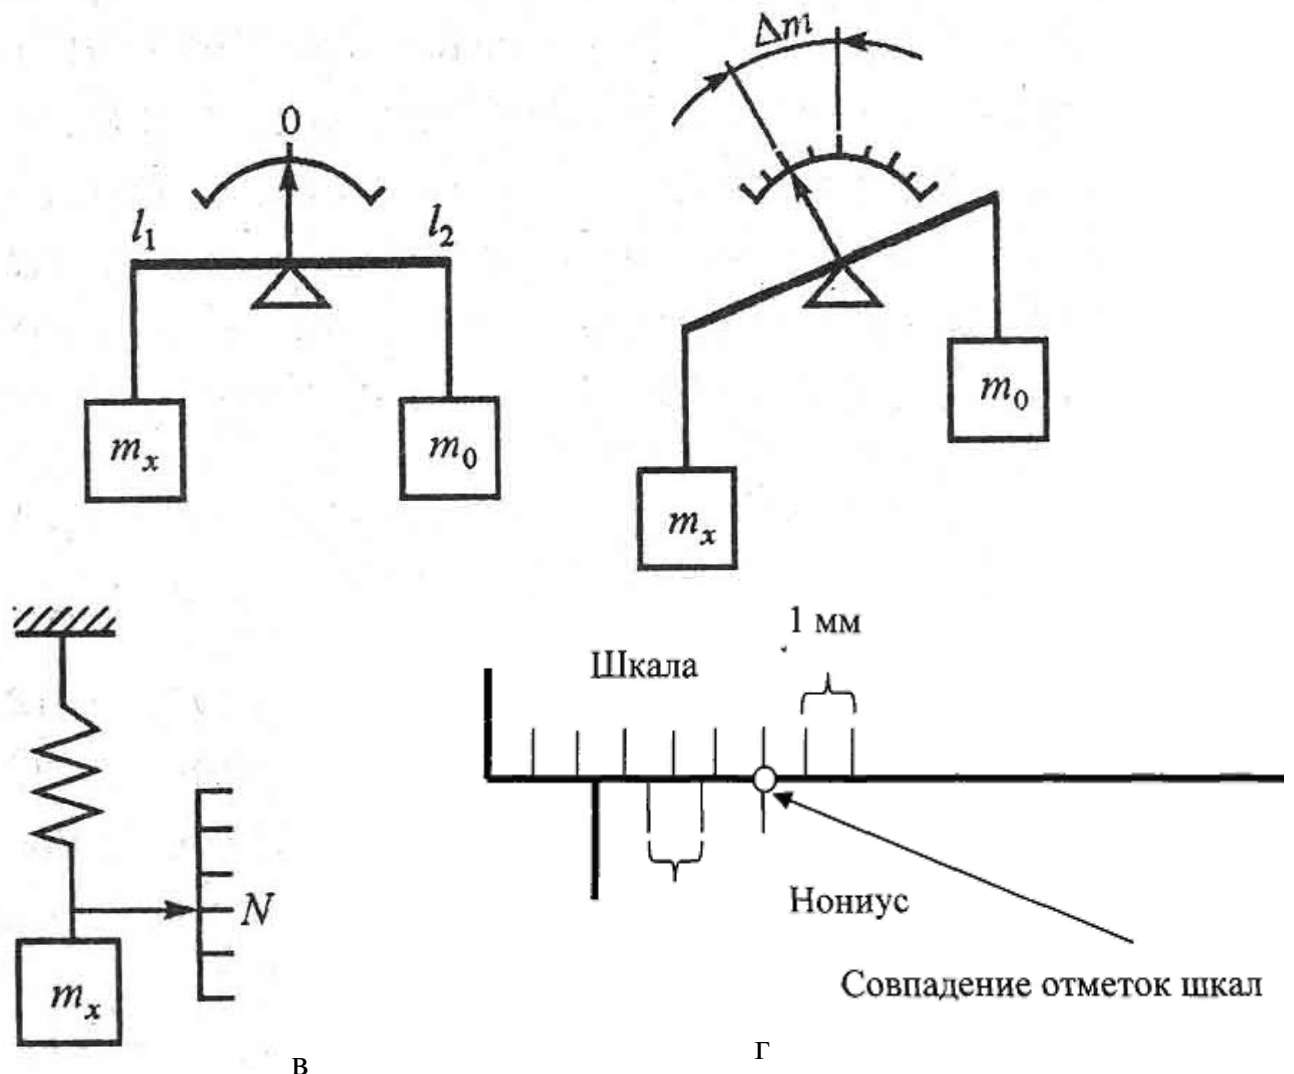 Δm
0
l₁
l₂
mₓ
m₀
m₀
mₓ
1 мм
Шкала
N
Нониус
mₓ
Совпадение отметок шкал
в
г